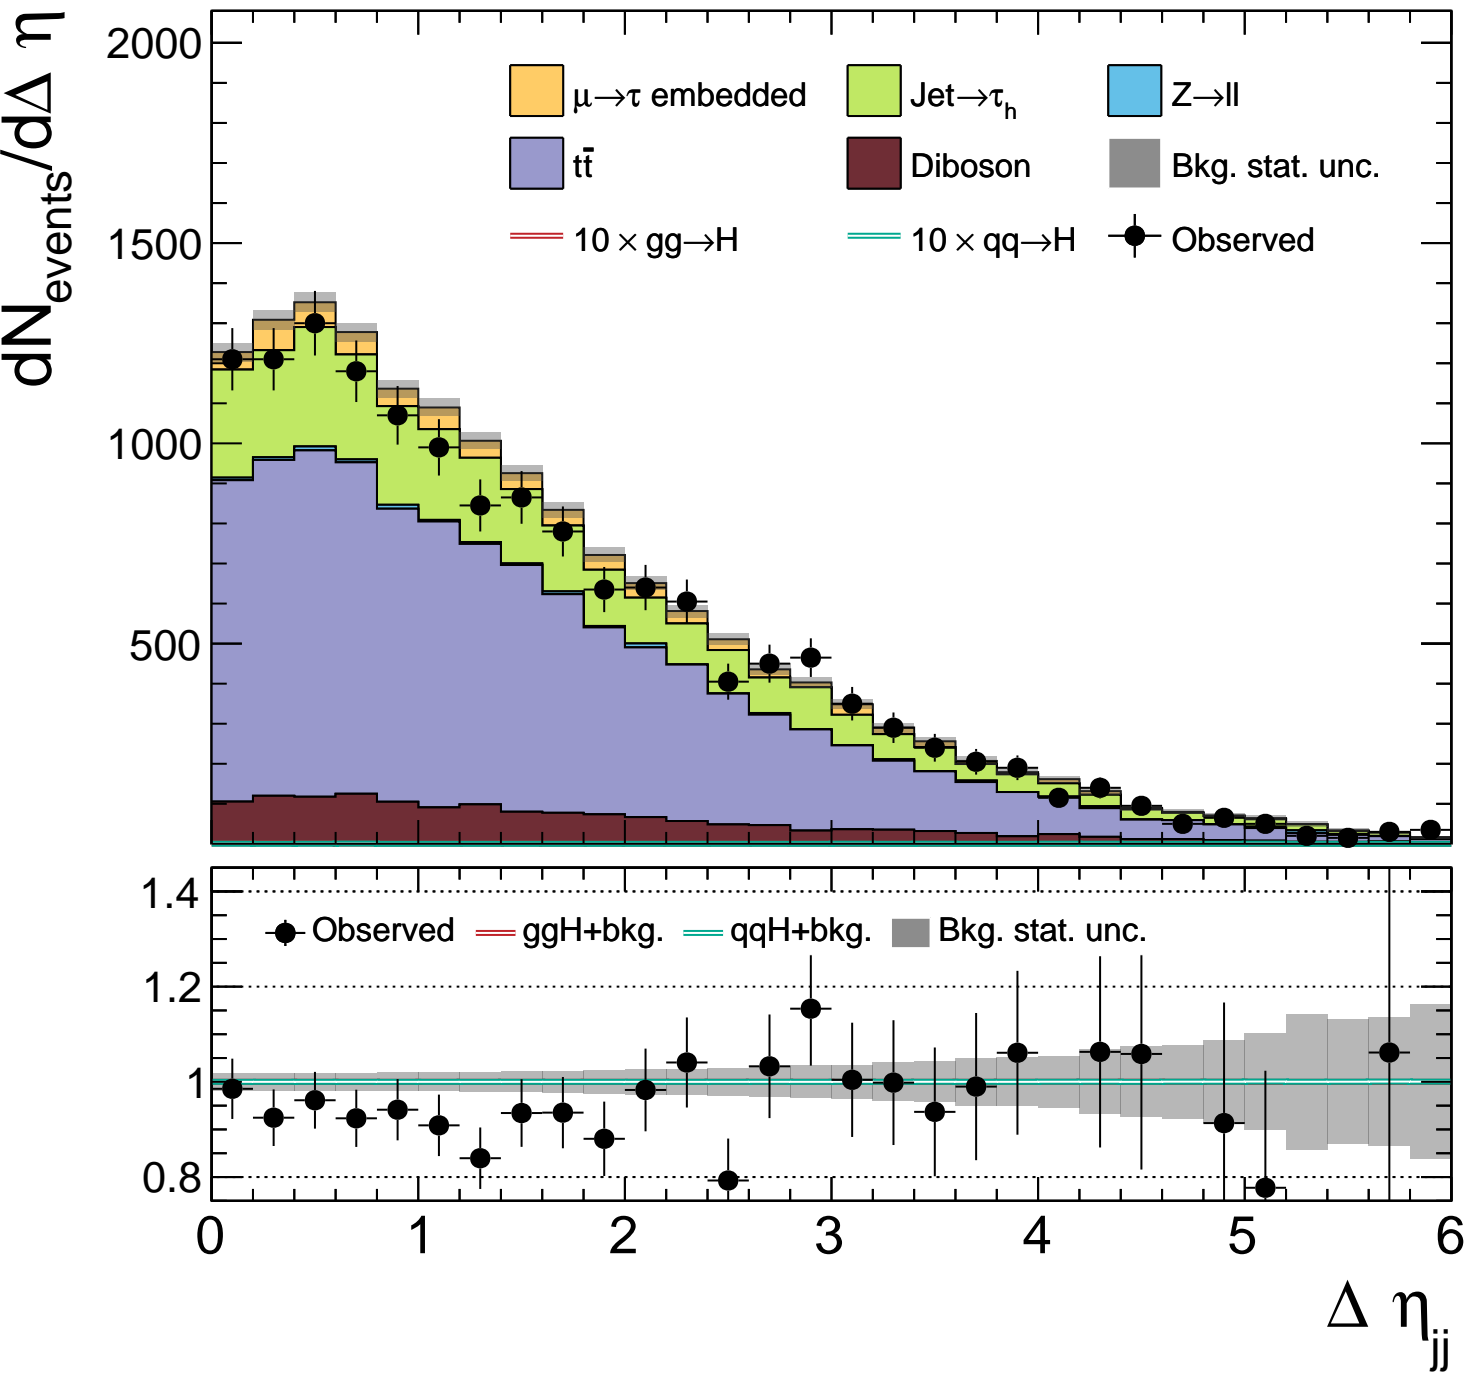 dN_events/dΔ η
2000
1500
1000
500
μ→τ embedded
Jet→τ_h
Z→ll
tt̄
Diboson
Bkg. stat. unc.
10 × gg→H
10 × qq→H
Observed
1.4
1.2
1
0.8
Observed
ggH+bkg.
qqH+bkg.
Bkg. stat. unc.
0 1 2 3 4 5 6
Δ η_jj